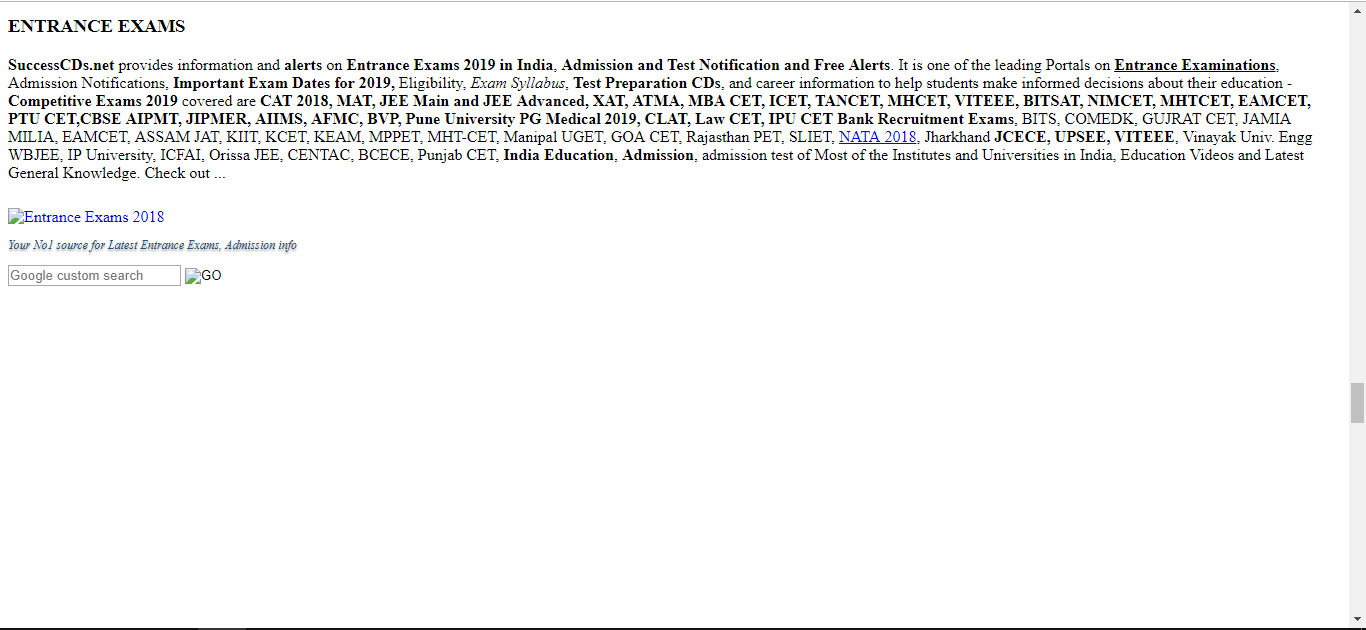 ENTRANCE EXAMS
SuccessCDs.net provides information and alerts on Entrance Exams 2019 in India, Admission and Test Notification and Free Alerts. It is one of the leading Portals on Entrance Examinations,
Admission Notifications, Important Exam Dates for 2019, Eligibility, Exam Syllabus, Test Preparation CDs, and career information to help students make informed decisions about their education -
Competitive Exams 2019 covered are CAT 2018, MAT, JEE Main and JEE Advanced, XAT, ATMA, MBA CET, ICET, TANCET, MHCET, VITEEE, BITSAT, NIMCET, MHTCET, EAMCET,
PTU CET,CBSE AIPMT, JIPMER, AIIMS, AFMC, BVP, Pune University PG Medical 2019, CLAT, Law CET, IPU CET Bank Recruitment Exams, BITS, COMEDK, GUJRAT CET, JAMIA
MILIA, EAMCET, ASSAM JAT, KIIT, KCET, KEAM, MPPET, MHT-CET, Manipal UGET, GOA CET, Rajasthan PET, SLIET, NATA 2018, Jharkhand JCECE, UPSEE, VITEEE, Vinayak Univ. Engg
WBJEE, IP University, ICFAI, Orissa JEE, CENTAC, BCECE, Punjab CET, India Education, Admission, admission test of Most of the Institutes and Universities in India, Education Videos and Latest
General Knowledge. Check out ...
Entrance Exams 2018
Your No1 source for Latest Entrance Exams, Admission info
Google custom search GO